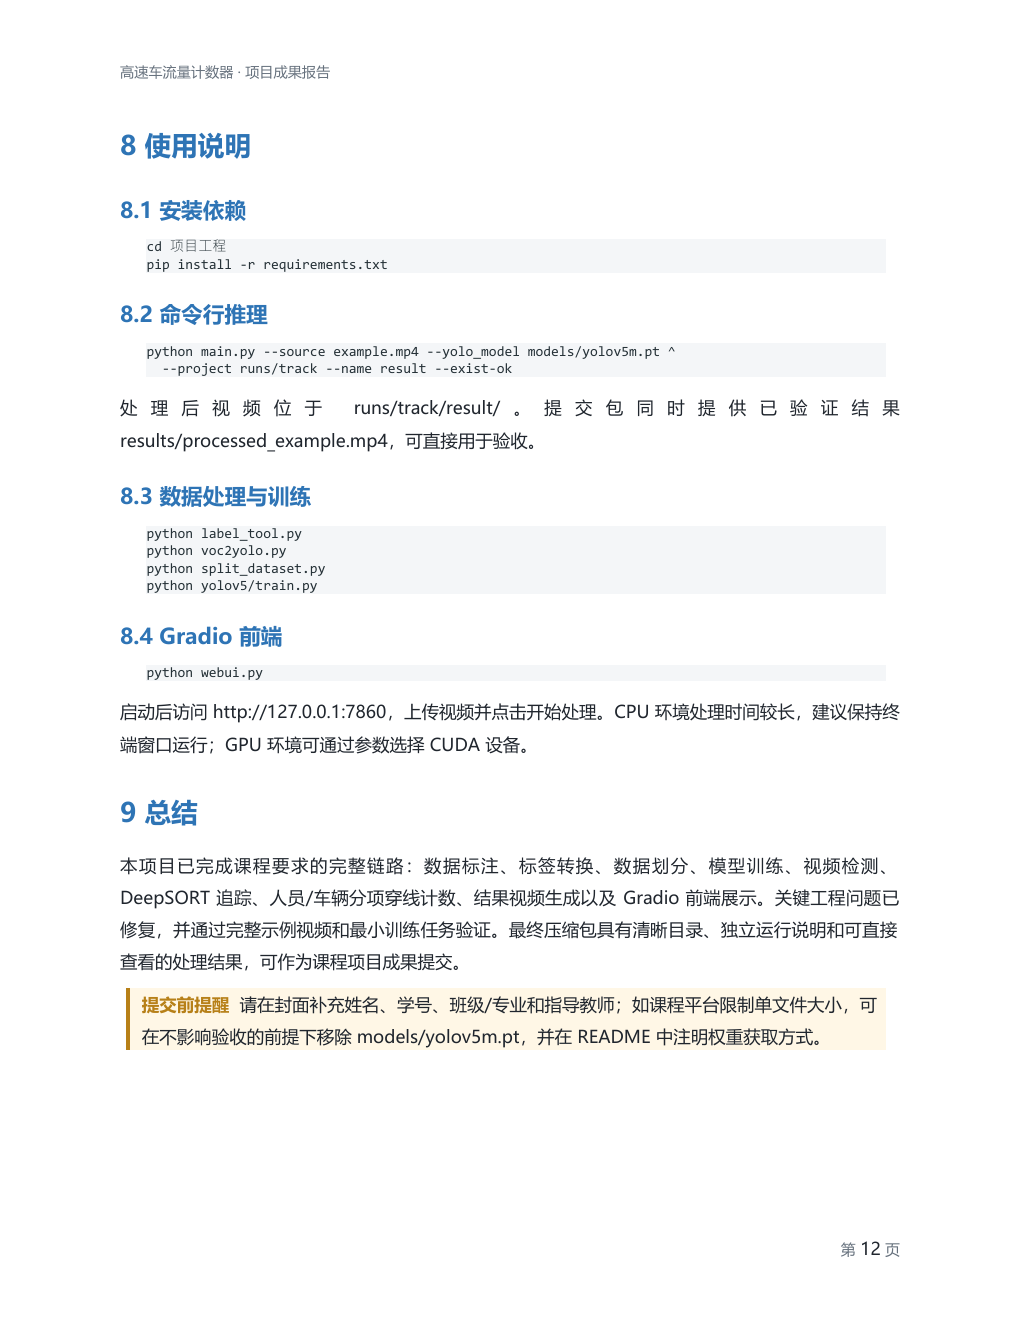 高速车流量计数器 · 项目成果报告
8 使用说明
8.1 安装依赖
cd 项目工程
pip install -r requirements.txt
8.2 命令行推理
python main.py --source example.mp4 --yolo_model models/yolov5m.pt ^
  --project runs/track --name result --exist-ok
处理后视频位于 runs/track/result/。提交包同时提供已验证结果
results/processed_example.mp4，可直接用于验收。
8.3 数据处理与训练
python label_tool.py
python voc2yolo.py
python split_dataset.py
python yolov5/train.py
8.4 Gradio 前端
python webui.py
启动后访问 http://127.0.0.1:7860，上传视频并点击开始处理。CPU 环境处理时间较长，建议保持终
端窗口运行；GPU 环境可通过参数选择 CUDA 设备。
9 总结
本项目已完成课程要求的完整链路：数据标注、标签转换、数据划分、模型训练、视频检测、
DeepSORT 追踪、人员/车辆分项穿线计数、结果视频生成以及 Gradio 前端展示。关键工程问题已
修复，并通过完整示例视频和最小训练任务验证。最终压缩包具有清晰目录、独立运行说明和可直接
查看的处理结果，可作为课程项目成果提交。
提交前提醒 请在封面补充姓名、学号、班级/专业和指导教师；如课程平台限制单文件大小，可
在不影响验收的前提下移除 models/yolov5m.pt，并在 README 中注明权重获取方式。
第 12 页